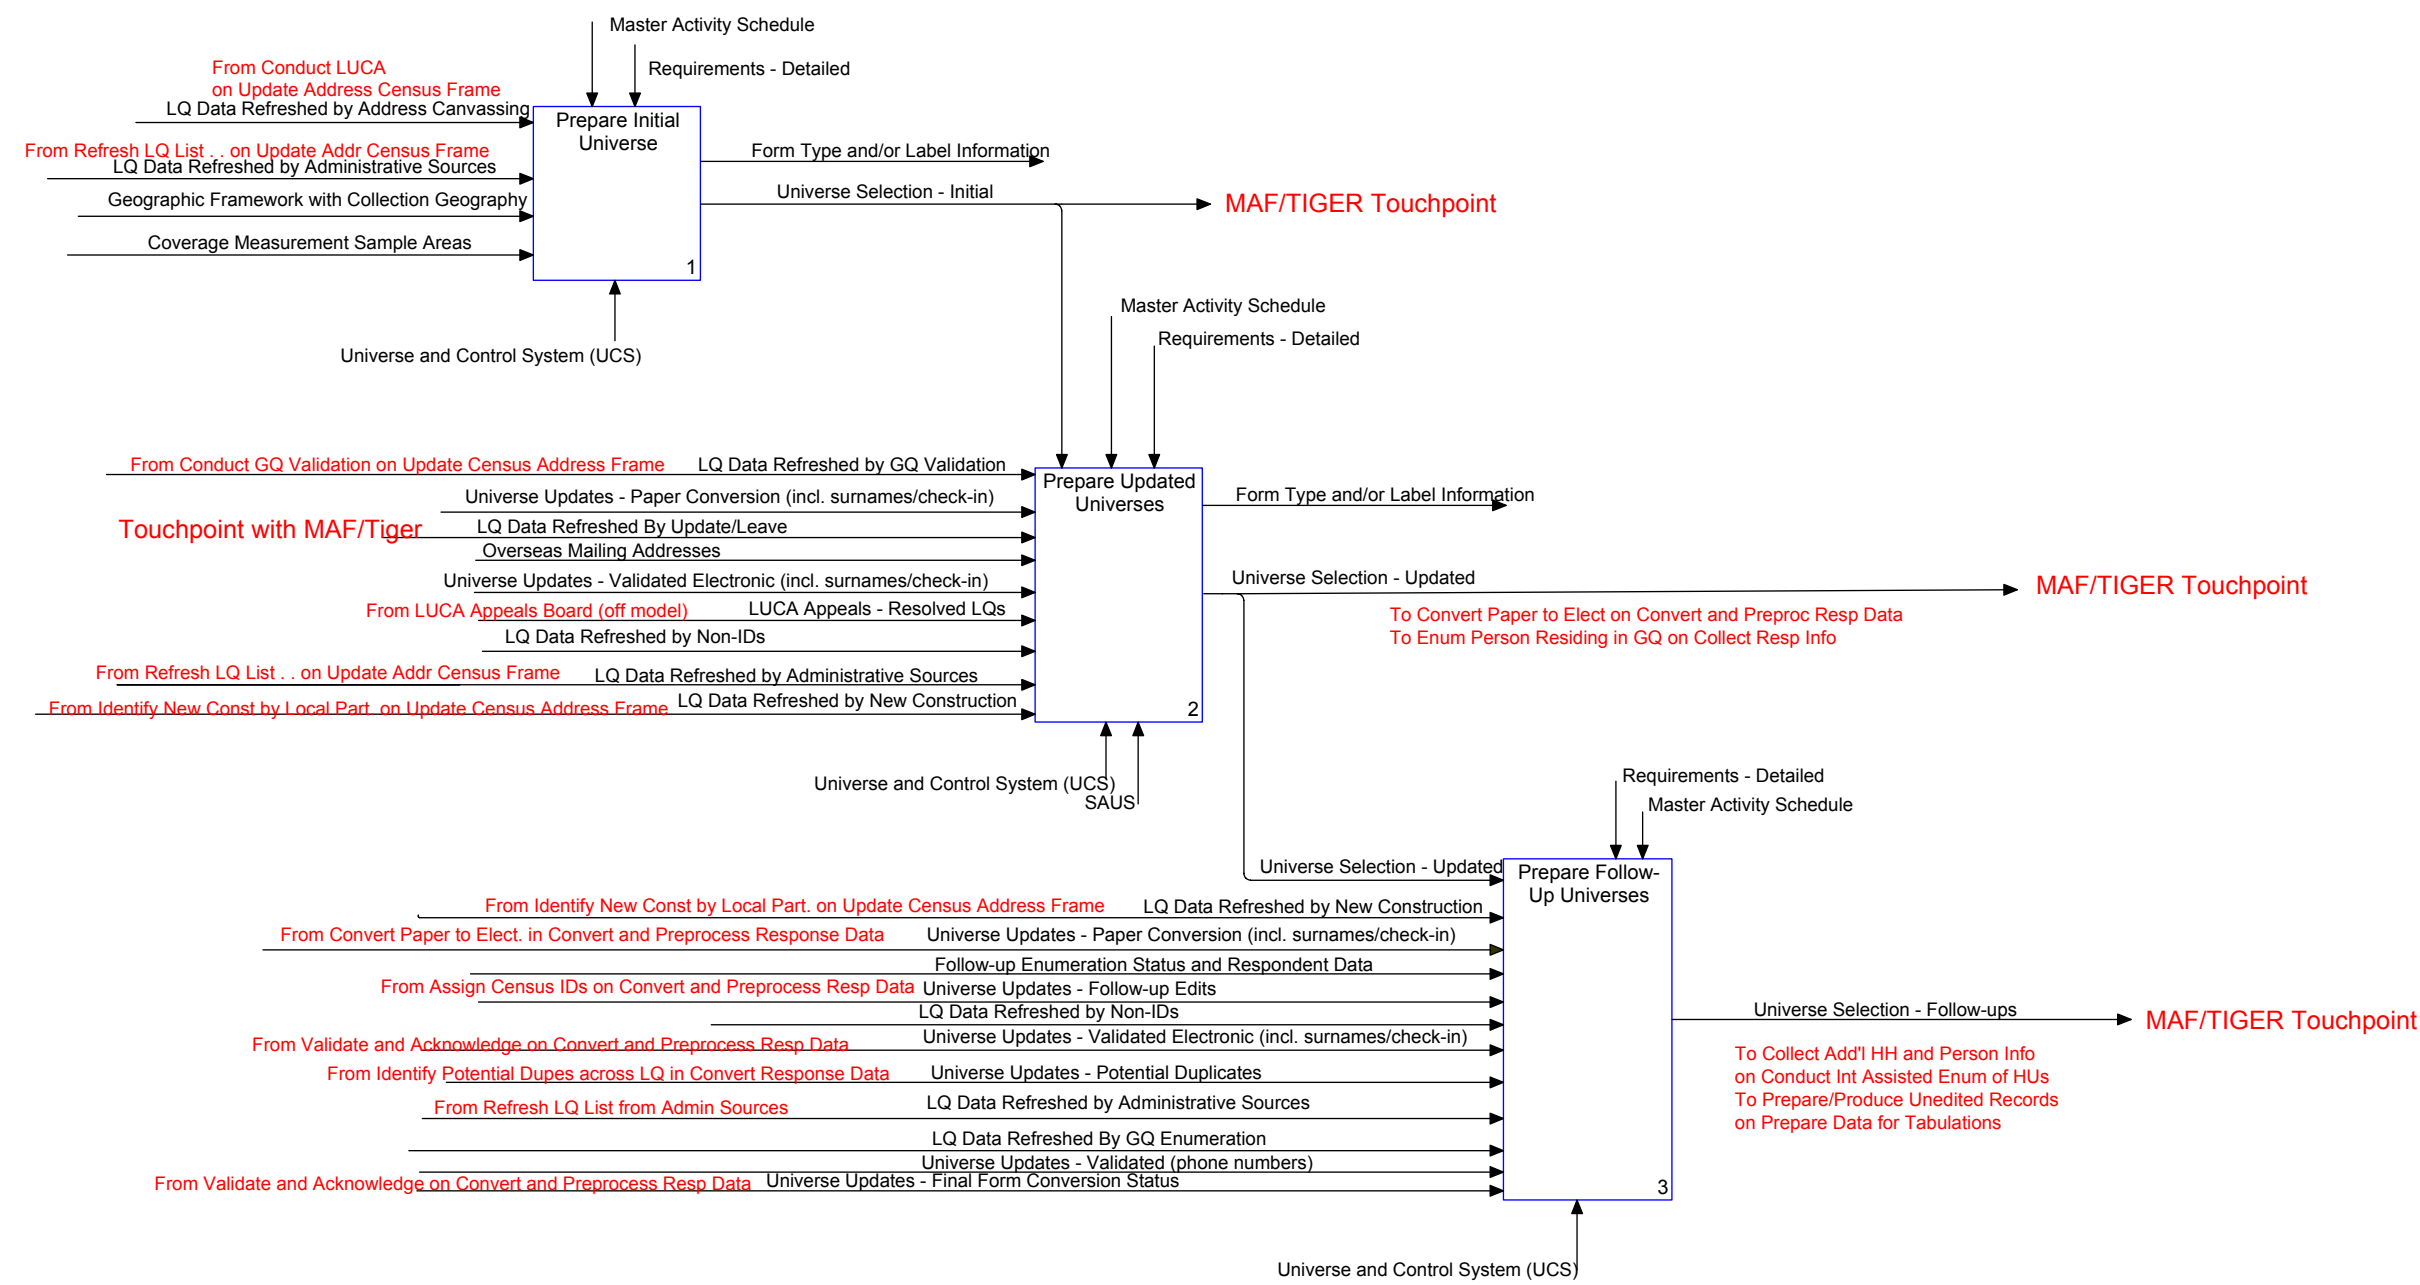 Master Activity Schedule
Requirements - Detailed
From Conduct LUCA
on Update Address Census Frame
LQ Data Refreshed by Address Canvassing
From Refresh LQ List . . on Update Addr Census Frame
LQ Data Refreshed by Administrative Sources
Geographic Framework with Collection Geography
Coverage Measurement Sample Areas
Prepare Initial
Universe
1
Form Type and/or Label Information
Universe Selection - Initial
MAF/TIGER Touchpoint
Universe and Control System (UCS)
Master Activity Schedule
Requirements - Detailed
From Conduct GQ Validation on Update Census Address Frame
LQ Data Refreshed by GQ Validation
Universe Updates - Paper Conversion (incl. surnames/check-in)
Touchpoint with MAF/Tiger
LQ Data Refreshed By Update/Leave
Overseas Mailing Addresses
Universe Updates - Validated Electronic (incl. surnames/check-in)
From LUCA Appeals Board (off model)
LUCA Appeals - Resolved LQs
LQ Data Refreshed by Non-IDs
From Refresh LQ List . . on Update Addr Census Frame
LQ Data Refreshed by Administrative Sources
From Identify New Const by Local Part. on Update Census Address Frame
LQ Data Refreshed by New Construction
Prepare Updated
Universes
2
Form Type and/or Label Information
Universe Selection - Updated
MAF/TIGER Touchpoint
To Convert Paper to Elect on Convert and Preproc Resp Data
To Enum Person Residing in GQ on Collect Resp Info
Universe and Control System (UCS)
SAUS
Requirements - Detailed
Master Activity Schedule
Universe Selection - Updated
From Identify New Const by Local Part. on Update Census Address Frame
LQ Data Refreshed by New Construction
From Convert Paper to Elect. in Convert and Preprocess Response Data
Universe Updates - Paper Conversion (incl. surnames/check-in)
Follow-up Enumeration Status and Respondent Data
From Assign Census IDs on Convert and Preprocess Resp Data
Universe Updates - Follow-up Edits
LQ Data Refreshed by Non-IDs
Universe Updates - Validated Electronic (incl. surnames/check-in)
From Validate and Acknowledge on Convert and Preprocess Resp Data
From Identify Potential Dupes across LQ in Convert Response Data
Universe Updates - Potential Duplicates
From Refresh LQ List from Admin Sources
LQ Data Refreshed by Administrative Sources
LQ Data Refreshed By GQ Enumeration
Universe Updates - Validated (phone numbers)
From Validate and Acknowledge on Convert and Preprocess Resp Data
Universe Updates - Final Form Conversion Status
Prepare Follow-
Up Universes
3
Universe Selection - Follow-ups
MAF/TIGER Touchpoint
To Collect Add'l HH and Person Info
on Conduct Int Assisted Enum of HUs
To Prepare/Produce Unedited Records
on Prepare Data for Tabulations
Universe and Control System (UCS)